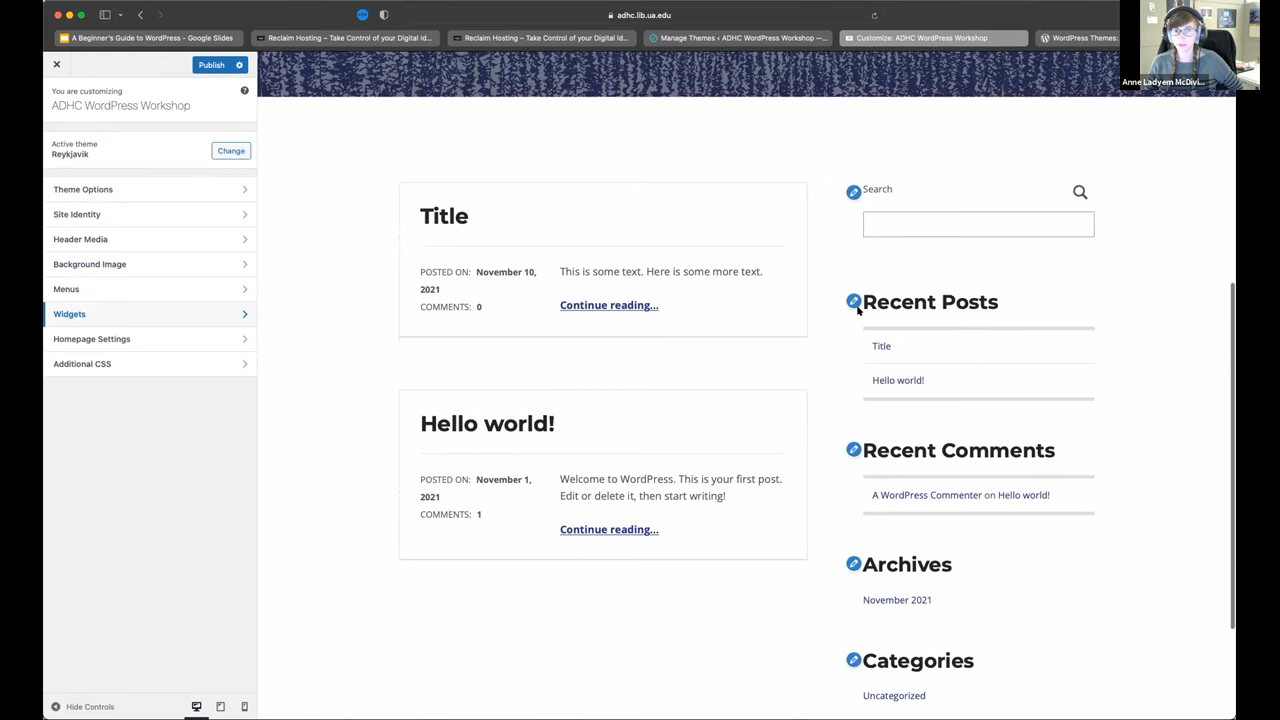 adhc.lib.ua.edu
A Beginner's Guide to WordPress - Google Slides
Reclaim Hosting – Take Control of your Digital Id...
Reclaim Hosting – Take Control of your Digital Id...
Manage Themes ‹ ADHC WordPress Workshop —...
Customize: ADHC WordPress Workshop
WordPress Themes:
Anne Ladyem McDivi...
Publish
You are customizing
ADHC WordPress Workshop
Active theme
Reykjavik
Change
Theme Options
Site Identity
Header Media
Background Image
Menus
Widgets
Homepage Settings
Additional CSS
Hide Controls
Title
POSTED ON: November 10,
2021
COMMENTS: 0
This is some text. Here is some more text.
Continue reading...
Hello world!
POSTED ON: November 1,
2021
COMMENTS: 1
Welcome to WordPress. This is your first post.
Edit or delete it, then start writing!
Continue reading...
Search
Recent Posts
Title
Hello world!
Recent Comments
A WordPress Commenter on Hello world!
Archives
November 2021
Categories
Uncategorized